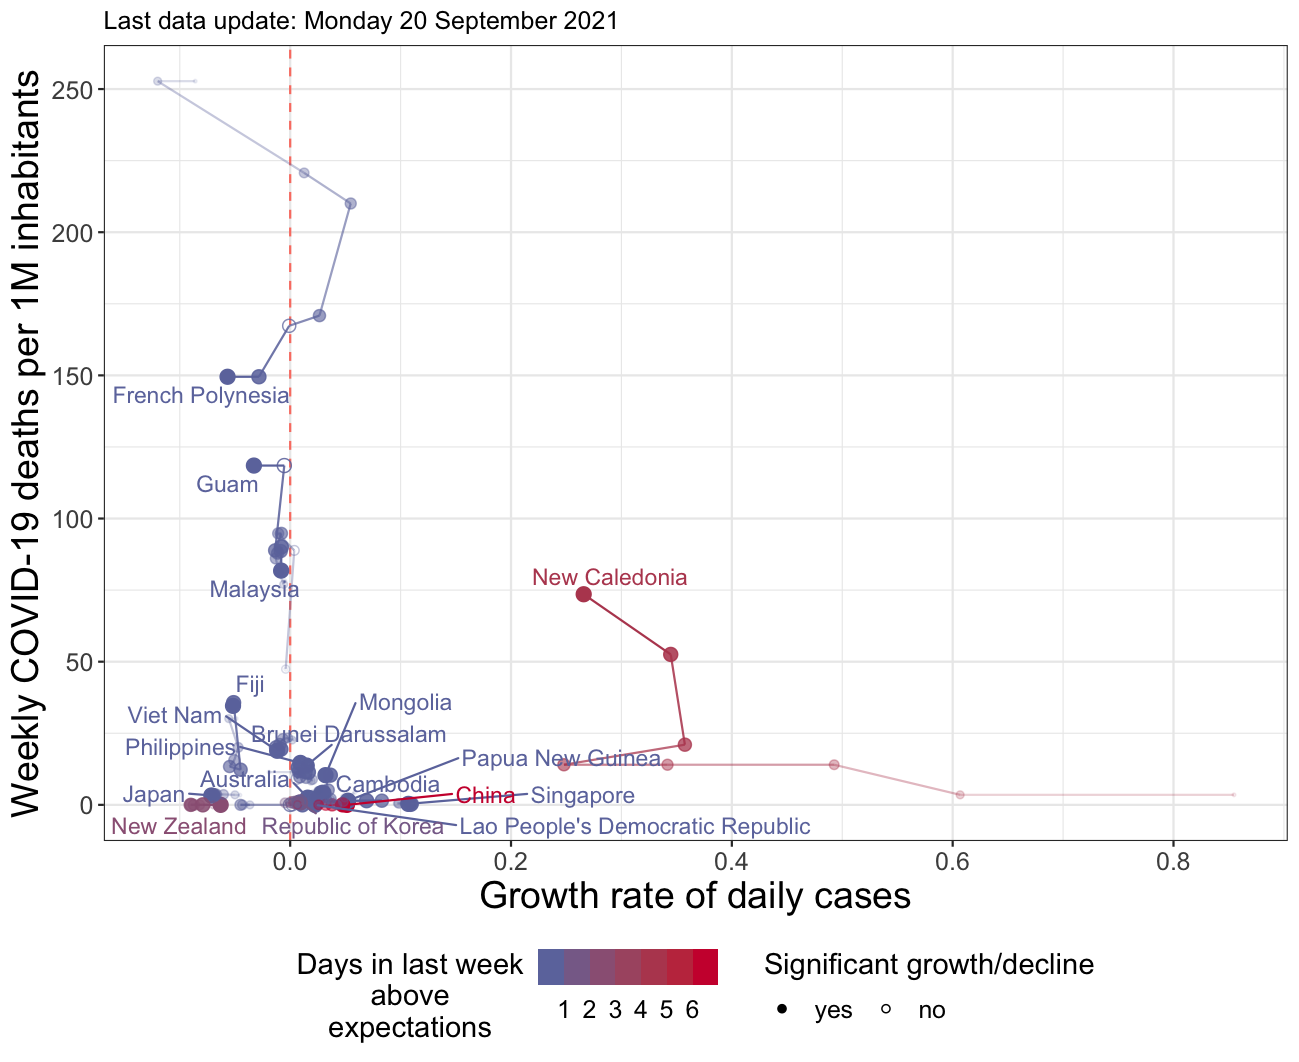 Last data update: Monday 20 September 2021
Weekly COVID-19 deaths per 1M inhabitants
250
200
150
100
50
0
French Polynesia
Guam
Malaysia
New Caledonia
Fiji
Mongolia
Viet Nam
Brunei Darussalam
Philippines
Papua New Guinea
Australia
Cambodia
Japan
China
Singapore
New Zealand
Republic of Korea
Lao People's Democratic Republic
0.0 0.2 0.4 0.6 0.8
Growth rate of daily cases
Days in last week
above
expectations
1 2 3 4 5 6
Significant growth/decline
yes no